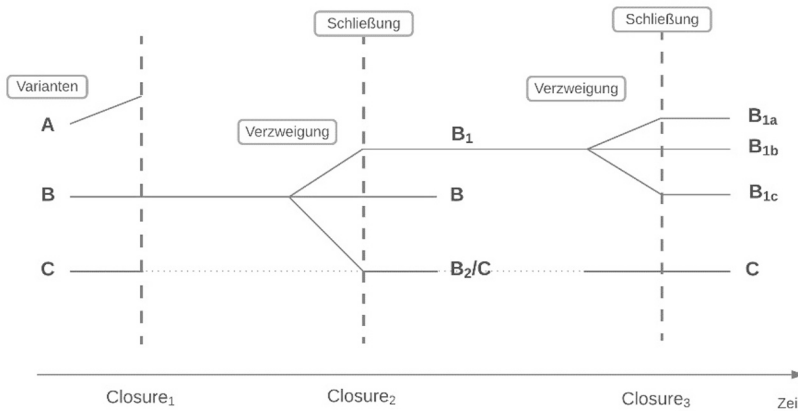 Schließung
Schließung
Varianten
Verzweigung
A
Verzweigung
B₁
B₁ₐ
B₁b
B
B
B₁c
C
B₂/C
C
Closure₁
Closure₂
Closure₃
Zei